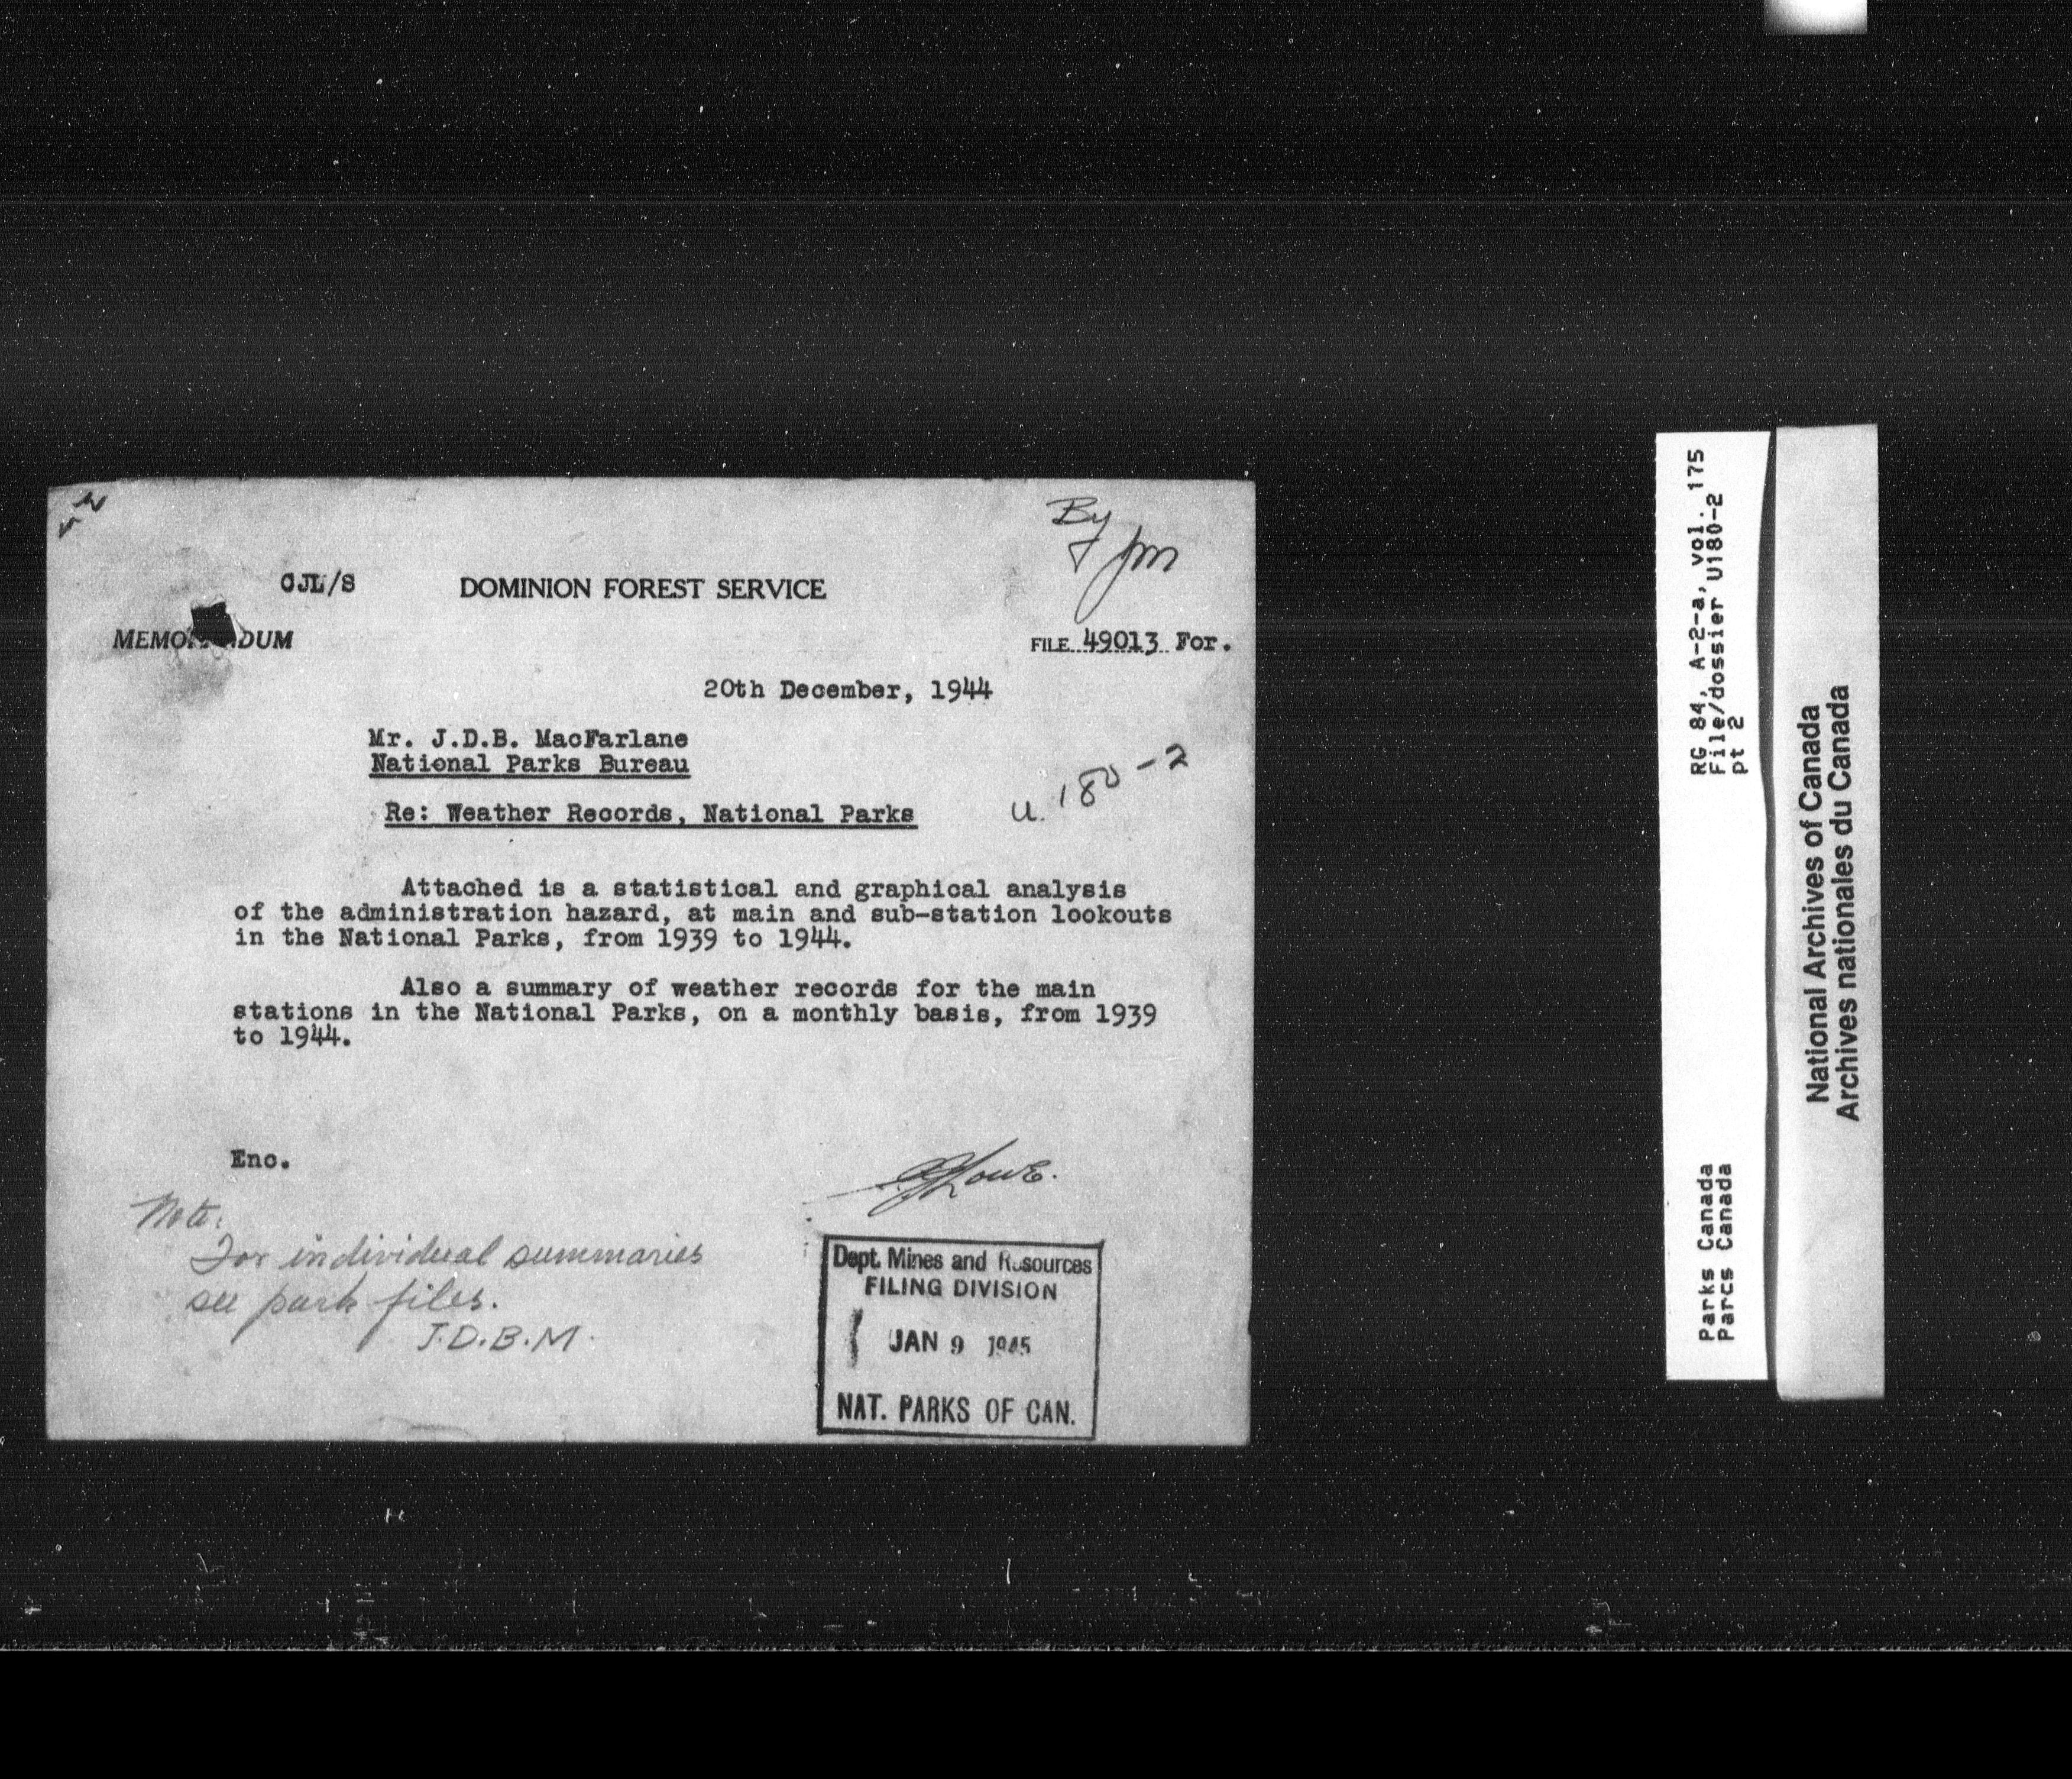 By
CJL/S DOMINION FOREST SERVICE
MEMO DUM
FILE 49013 For.
20th December, 1944
Mr. J.D.B. MacFarlane
National Parks Bureau
U. 180-2
Re: Weather Records, National Parks
Attached is a statistical and graphical analysis
of the administration hazard, at main and sub-station lookouts
in the National Parks, from 1939 to 1944.
Also a summary of weather records for the main
stations in the National Parks, on a monthly basis, from 1939
to 1944.
Enc.
Note:
For individual summaries
see park files.
J.D.B.M.
Dept. Mines and Resources
FILING DIVISION
JAN 9 1945
NAT. PARKS OF CAN.
RG 84, A-2-a, vol. 175
File/dossier U180-2
pt 2
Parks Canada
Parcs Canada
National Archives of Canada
Archives nationales du Canada